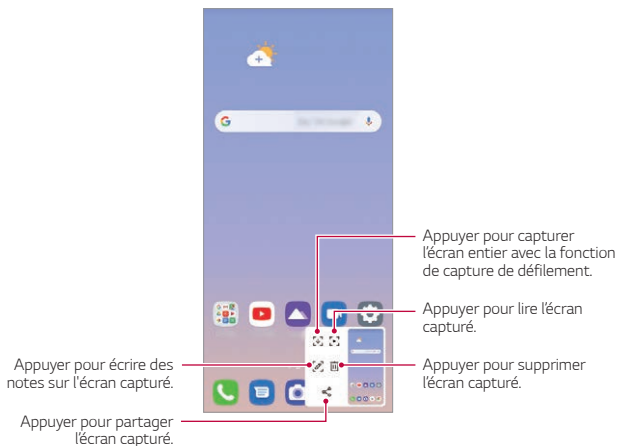 Appuyer pour capturer
l'écran entier avec la fonction
de capture de défilement.
Appuyer pour lire l'écran
capturé.
Appuyer pour écrire des
notes sur l'écran capturé.
Appuyer pour supprimer
l'écran capturé.
Appuyer pour partager
l'écran capturé.